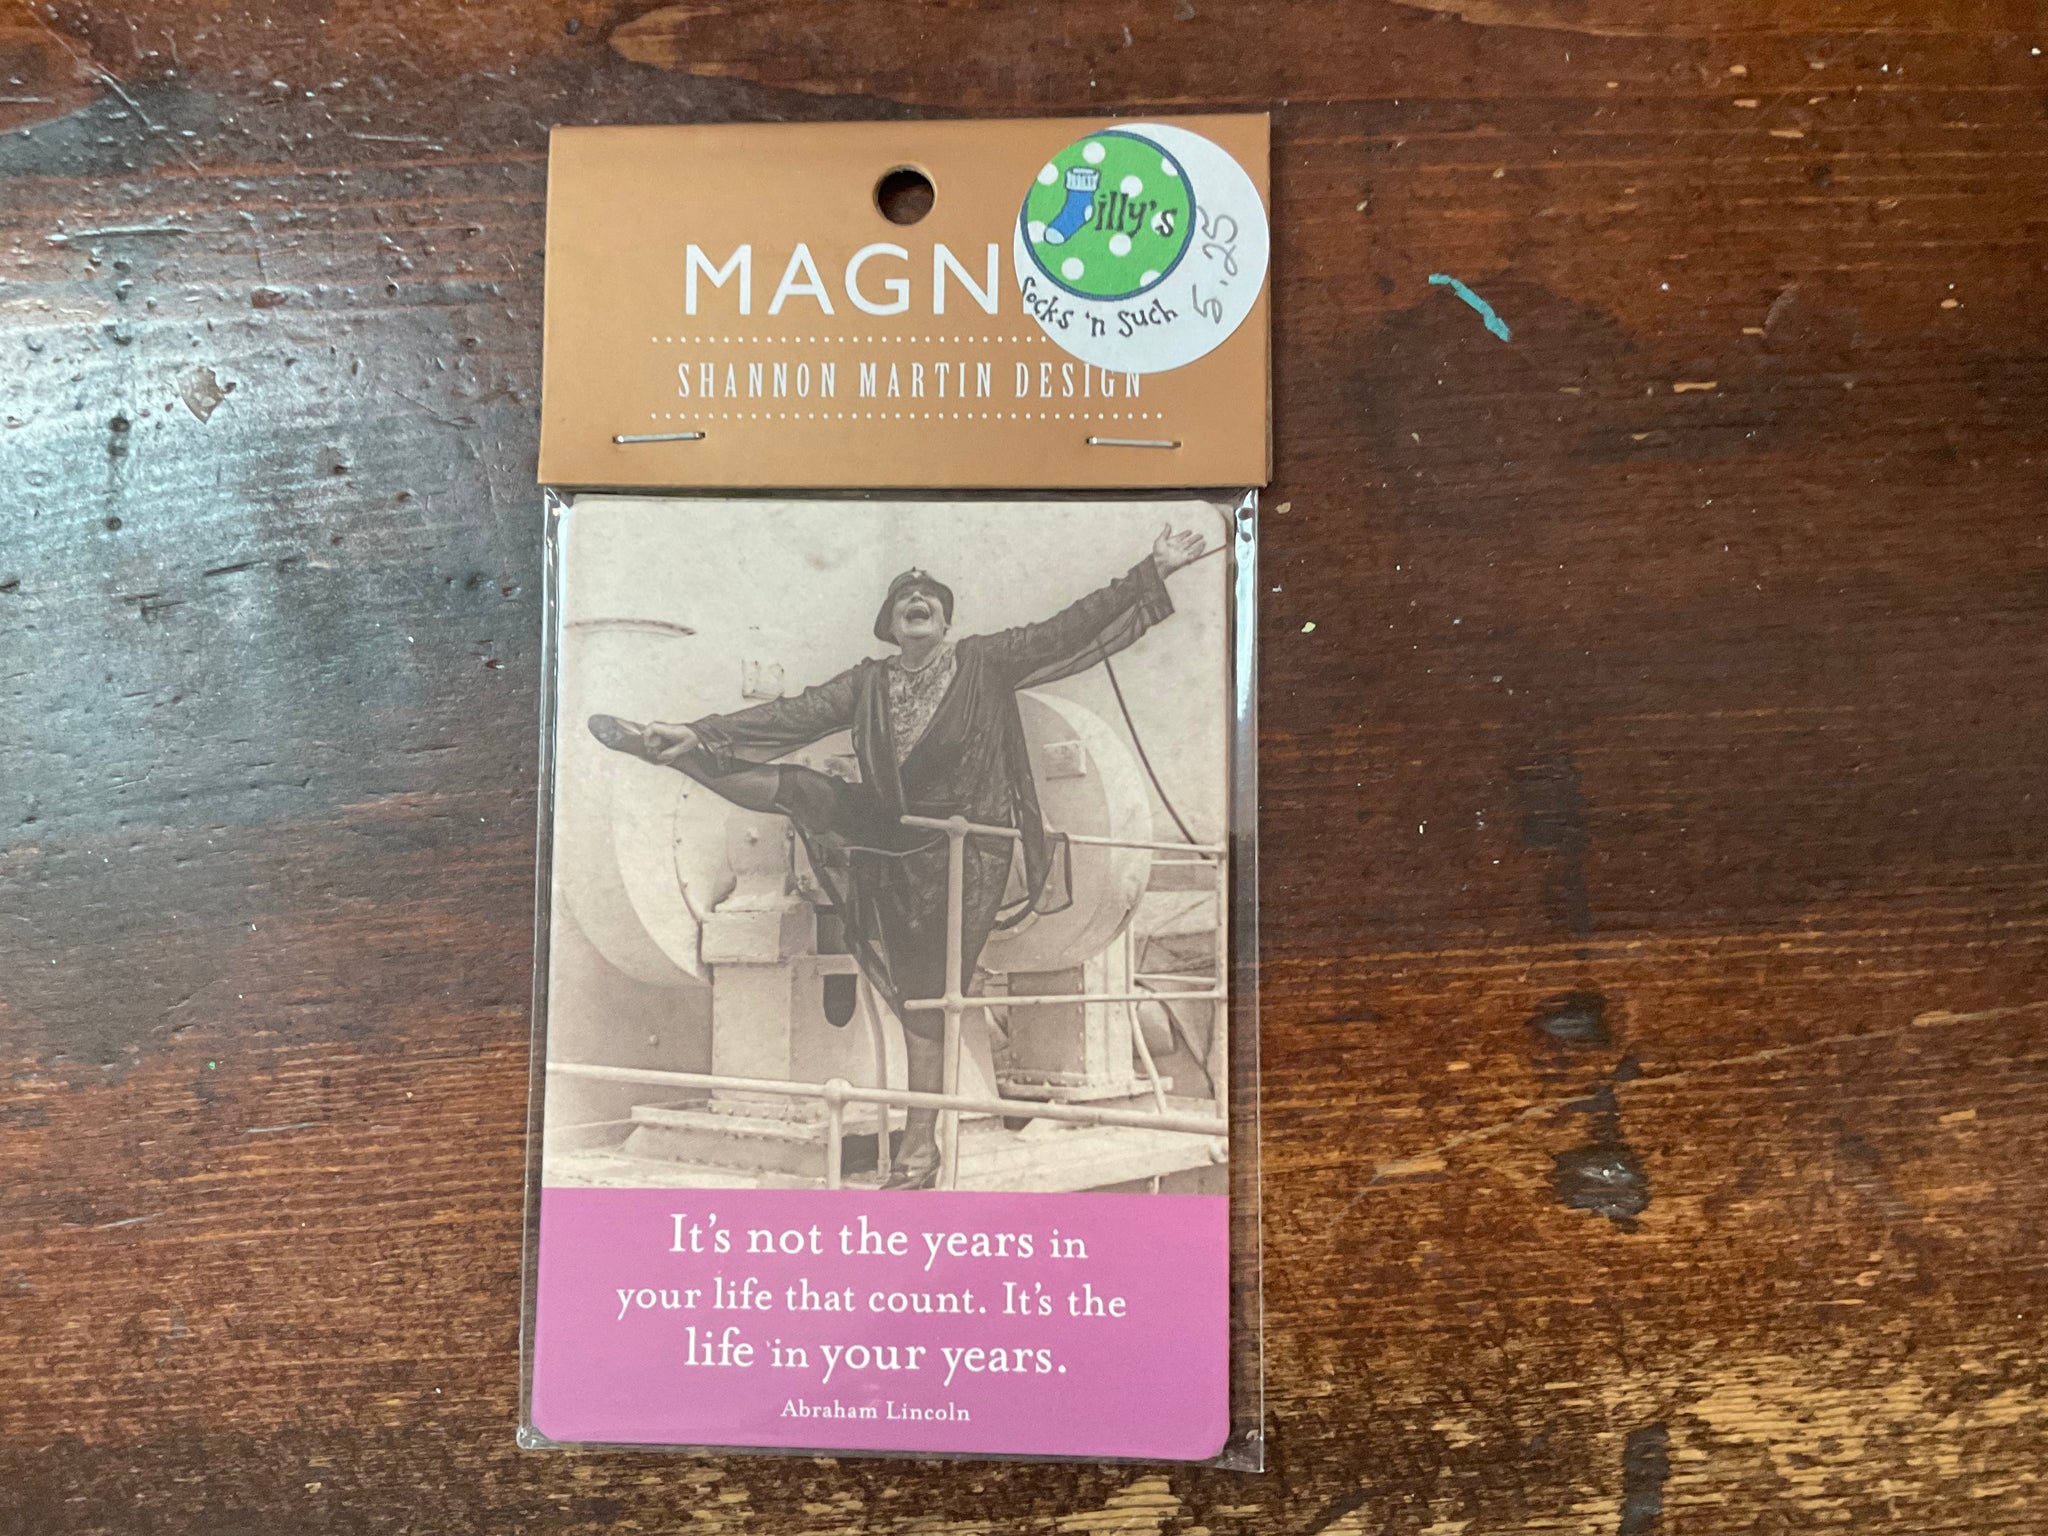 MAGN
SHANNON MARTIN DESIGN
Jilly's
Socks 'n Such
5.25
It's not the years in
your life that count. It's the
life in your years.
Abraham Lincoln